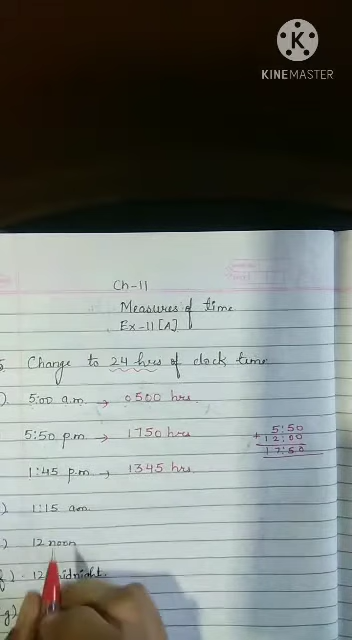 KINEMASTER
Ch-11
Measures of time
Ex-11[A]
5. Change to 24 hrs of clock time
5:00 a.m. → 0500 hrs.
5:50 p.m. → 1750 hrs
5:50
+ 12:00
17:50
1:45 p.m. → 1345 hrs.
1:15 am
12 noon
f). 12 midnight.
g)